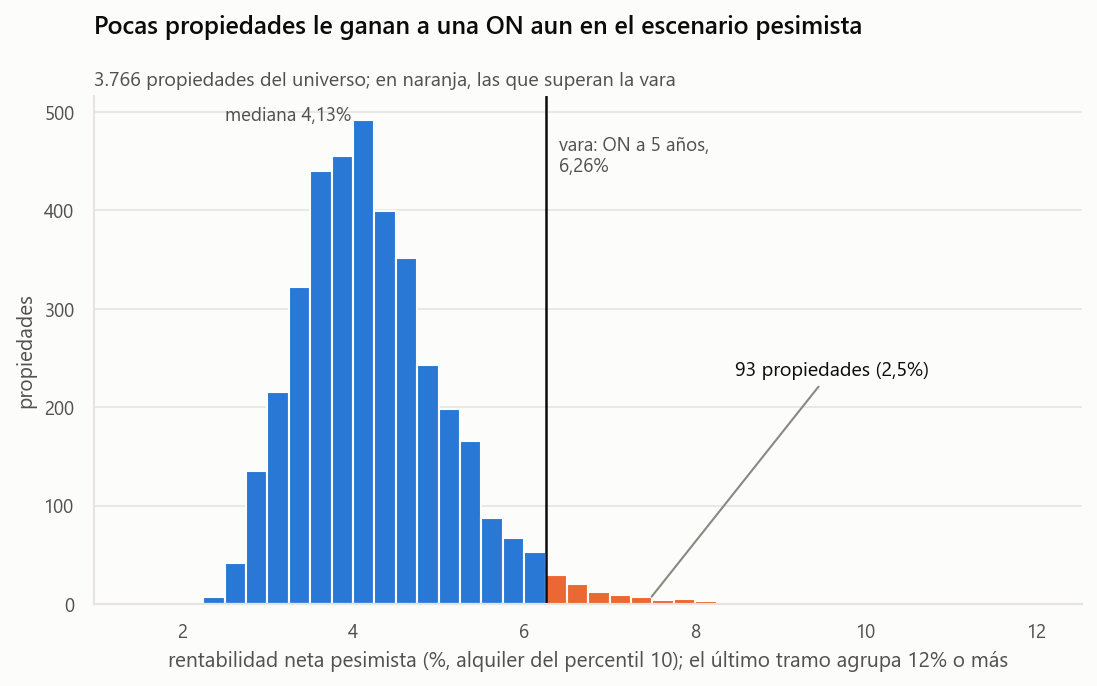 Pocas propiedades le ganan a una ON aun en el escenario pesimista
3.766 propiedades del universo; en naranja, las que superan la vara
500
mediana 4,13%
vara: ON a 5 años,
6,26%
400
300
propiedades
93 propiedades (2,5%)
200
100
0
2 4 6 8 10 12
rentabilidad neta pesimista (%, alquiler del percentil 10); el último tramo agrupa 12% o más